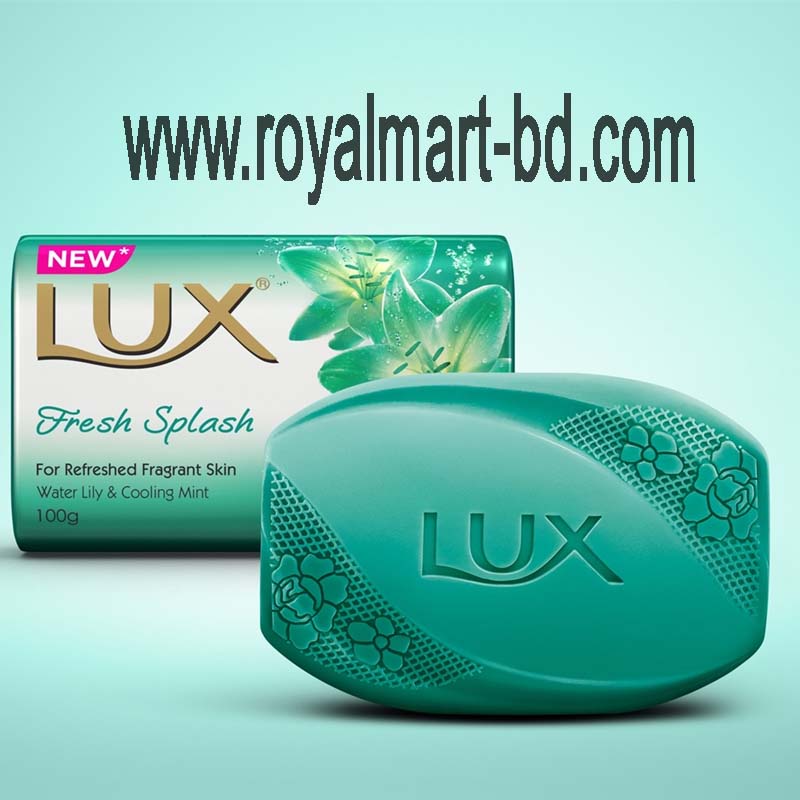 www.royalmart-bd.com
NEW*
LUX®
Fresh Splash
For Refreshed Fragrant Skin
Water Lily & Cooling Mint
100g
LUX